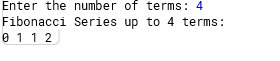 Enter the number of terms: 4
Fibonacci Series up to 4 terms:
0 1 1 2